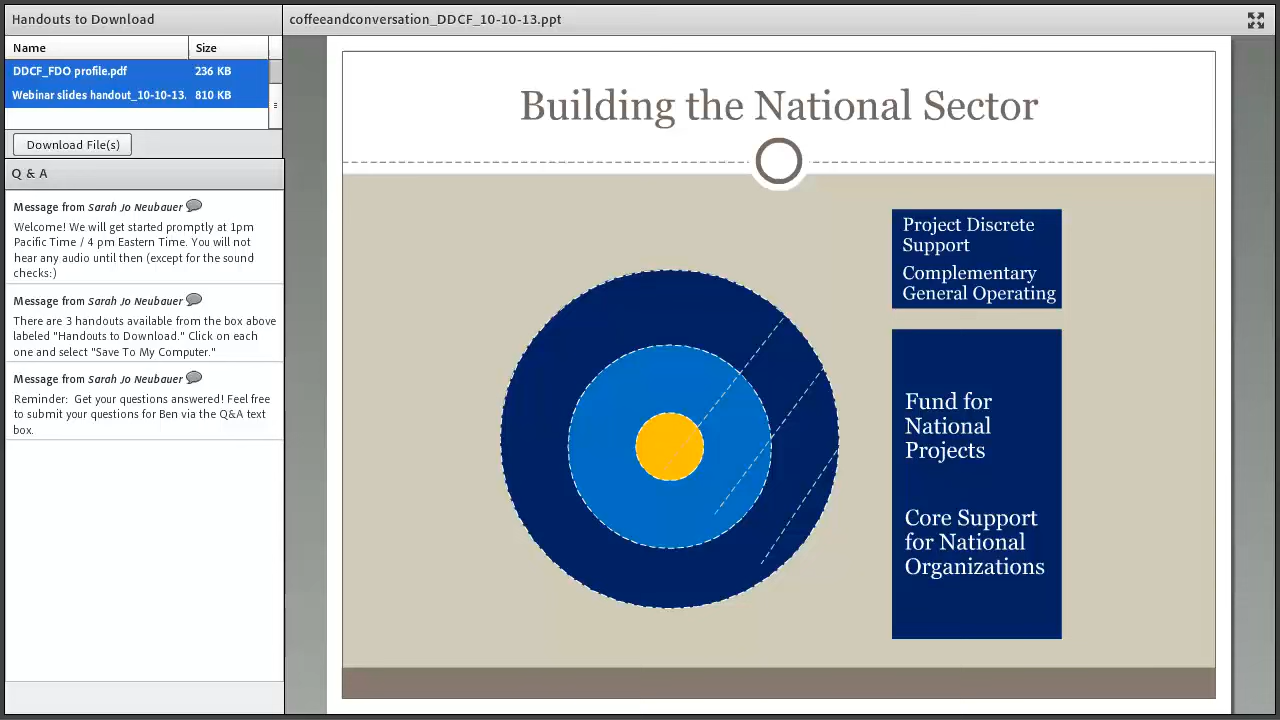 Handouts to Download
Name Size
DDCF_FDO profile.pdf 236 KB
Webinar slides handout_10-10-13. 810 KB
Download File(s)
Q & A
Message from Sarah Jo Neubauer
Welcome! We will get started promptly at 1pm
Pacific Time / 4 pm Eastern Time. You will not
hear any audio until then (except for the sound
checks:)
Message from Sarah Jo Neubauer
There are 3 handouts available from the box above
labeled "Handouts to Download." Click on each
one and select "Save To My Computer."
Message from Sarah Jo Neubauer
Reminder:  Get your questions answered! Feel free
to submit your questions for Ben via the Q&A text
box.
coffeeandconversation_DDCF_10-10-13.ppt
Building the National Sector
Project Discrete
Support
Complementary
General Operating
Fund for
National
Projects
Core Support
for National
Organizations